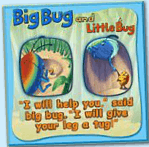 Big Bug and Little Bug
"I will help you," said
big bug. "I will give
your leg a tug!"